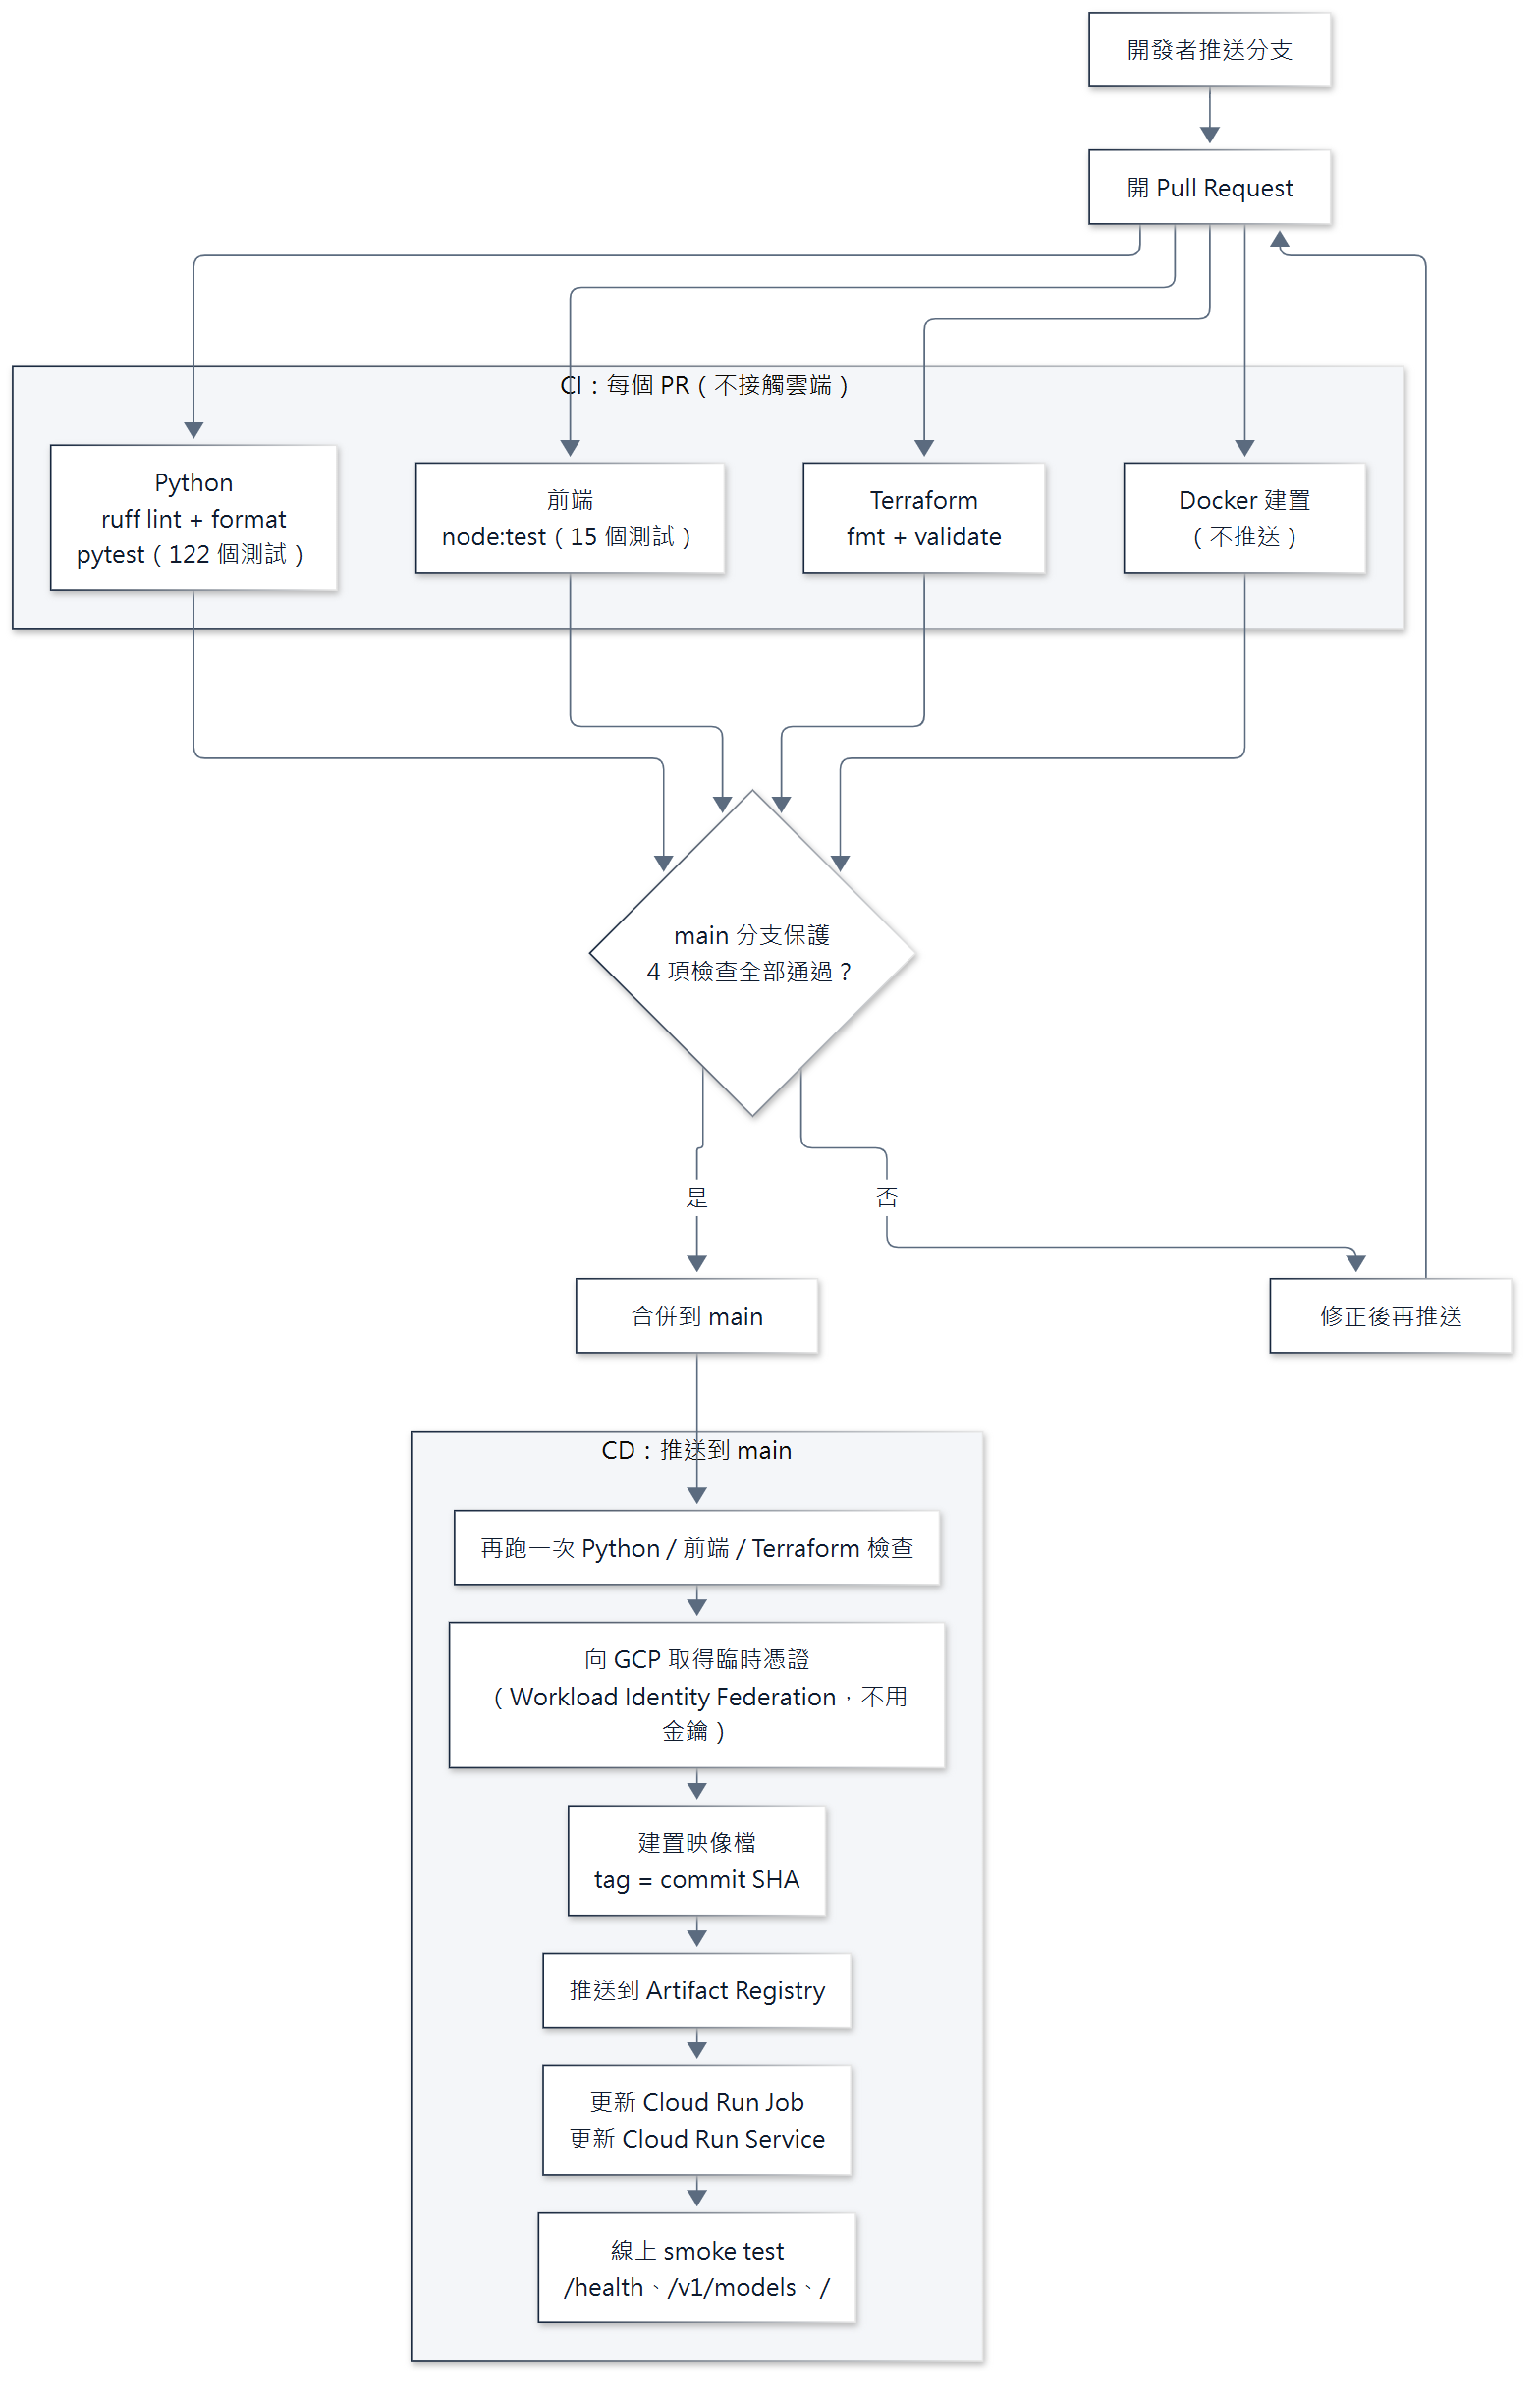 開發者推送分支
開 Pull Request
CI：每個 PR（不接觸雲端）
Python
ruff lint + format
pytest（122 個測試）
前端
node:test（15 個測試）
Terraform
fmt + validate
Docker 建置
（不推送）
main 分支保護
4 項檢查全部通過？
是
否
合併到 main
修正後再推送
CD：推送到 main
再跑一次 Python / 前端 / Terraform 檢查
向 GCP 取得臨時憑證
（Workload Identity Federation，不用
金鑰）
建置映像檔
tag = commit SHA
推送到 Artifact Registry
更新 Cloud Run Job
更新 Cloud Run Service
線上 smoke test
/health、/v1/models、/